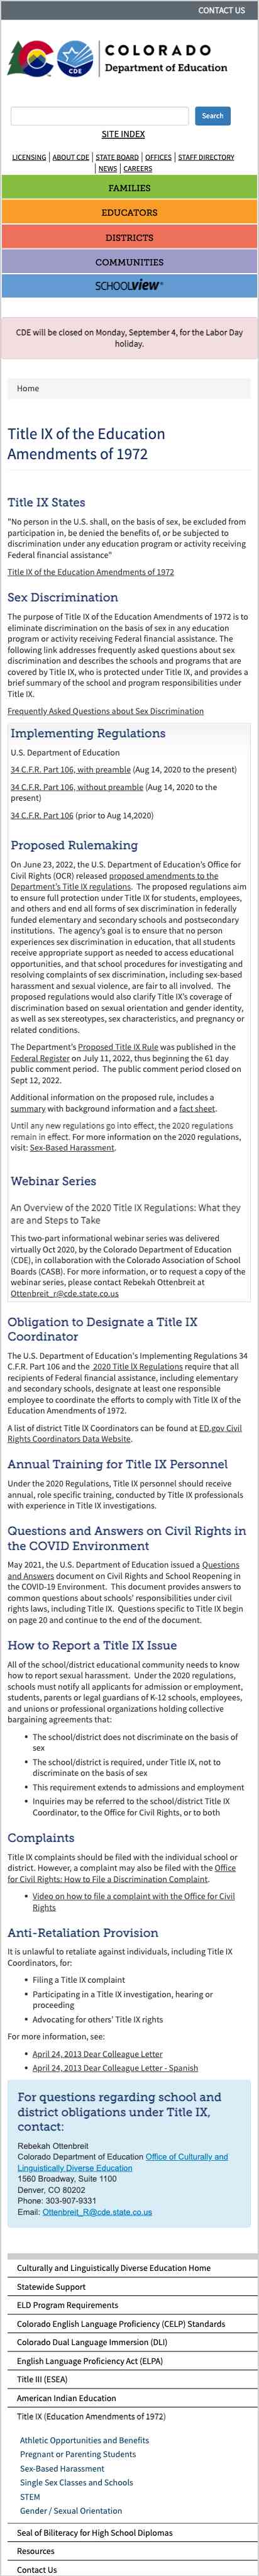 CONTACT US
CDE
COLORADO
Department of Education
Search
SITE INDEX
LICENSING | ABOUT CDE | STATE BOARD | OFFICES | STAFF DIRECTORY
| NEWS | CAREERS
FAMILIES
EDUCATORS
DISTRICTS
COMMUNITIES
SCHOOLVIEW®
CDE will be closed on Monday, September 4, for the Labor Day
holiday.
Home
Title IX of the Education
Amendments of 1972
Title IX States
"No person in the U.S. shall, on the basis of sex, be excluded from
participation in, be denied the benefits of, or be subjected to
discrimination under any education program or activity receiving
Federal financial assistance"
Title IX of the Education Amendments of 1972
Sex Discrimination
The purpose of Title IX of the Education Amendments of 1972 is to
eliminate discrimination on the basis of sex in any education
program or activity receiving Federal financial assistance. The
following link addresses frequently asked questions about sex
discrimination and describes the schools and programs that are
covered by Title IX, who is protected under Title IX, and provides a
brief summary of the school and program responsibilities under
Title IX.
Frequently Asked Questions about Sex Discrimination
Implementing Regulations
U.S. Department of Education
34 C.F.R. Part 106, with preamble (Aug 14, 2020 to the present)
34 C.F.R. Part 106, without preamble (Aug 14, 2020 to the
present)
34 C.F.R. Part 106 (prior to Aug 14,2020)
Proposed Rulemaking
On June 23, 2022, the U.S. Department of Education's Office for
Civil Rights (OCR) released proposed amendments to the
Department's Title IX regulations. The proposed regulations aim
to ensure full protection under Title IX for students, employees,
and others and end all forms of sex discrimination in federally
funded elementary and secondary schools and postsecondary
institutions. The agency's goal is to ensure that no person
experiences sex discrimination in education, that all students
receive appropriate support as needed to access educational
opportunities, and that school procedures for investigating and
resolving complaints of sex discrimination, including sex-based
harassment and sexual violence, are fair to all involved. The
proposed regulations would also clarify Title IX's coverage of
discrimination based on sexual orientation and gender identity,
as well as sex stereotypes, sex characteristics, and pregnancy or
related conditions.
The Department's Proposed Title IX Rule was published in the
Federal Register on July 11, 2022, thus beginning the 61 day
public comment period. The public comment period closed on
Sept 12, 2022.
Additional information on the proposed rule, includes a
summary with background information and a fact sheet.
Until any new regulations go into effect, the 2020 regulations
remain in effect. For more information on the 2020 regulations,
visit: Sex-Based Harassment.
Webinar Series
An Overview of the 2020 Title IX Regulations: What they
are and Steps to Take
This two-part informational webinar series was delivered
virtually Oct 2020, by the Colorado Department of Education
(CDE), in collaboration with the Colorado Association of School
Boards (CASB). For more information, or to request a copy of the
webinar series, please contact Rebekah Ottenbreit at
Ottenbreit_r@cde.state.co.us
Obligation to Designate a Title IX
Coordinator
The U.S. Department of Education's Implementing Regulations 34
C.F.R. Part 106 and the 2020 Title IX Regulations require that all
recipients of Federal financial assistance, including elementary
and secondary schools, designate at least one responsible
employee to coordinate the efforts to comply with Title IX of the
Education Amendments of 1972.
A list of district Title IX Coordinators can be found at ED.gov Civil
Rights Coordinators Data Website.
Annual Training for Title IX Personnel
Under the 2020 Regulations, Title IX personnel should receive
annual, role specific training, conducted by Title IX professionals
with experience in Title IX investigations.
Questions and Answers on Civil Rights in
the COVID Environment
May 2021, the U.S. Department of Education issued a Questions
and Answers document on Civil Rights and School Reopening in
the COVID-19 Environment. This document provides answers to
common questions about schools' responsibilities under civil
rights laws, including Title IX. Questions specific to Title IX begin
on page 20 and continue to the end of the document.
How to Report a Title IX Issue
All of the school/district educational community needs to know
how to report sexual harassment. Under the 2020 regulations,
schools must notify all applicants for admission or employment,
students, parents or legal guardians of K-12 schools, employees,
and unions or professional organizations holding collective
bargaining agreements that:
• The school/district does not discriminate on the basis of
sex
• The school/district is required, under Title IX, not to
discriminate on the basis of sex
• This requirement extends to admissions and employment
• Inquiries may be referred to the school/district Title IX
Coordinator, to the Office for Civil Rights, or to both
Complaints
Title IX complaints should be filed with the individual school or
district. However, a complaint may also be filed with the Office
for Civil Rights: How to File a Discrimination Complaint.
• Video on how to file a complaint with the Office for Civil
Rights
Anti-Retaliation Provision
It is unlawful to retaliate against individuals, including Title IX
Coordinators, for:
• Filing a Title IX complaint
• Participating in a Title IX investigation, hearing or
proceeding
• Advocating for others' Title IX rights
For more information, see:
• April 24, 2013 Dear Colleague Letter
• April 24, 2013 Dear Colleague Letter - Spanish
For questions regarding school and
district obligations under Title IX,
contact:
Rebekah Ottenbreit
Colorado Department of Education Office of Culturally and
Linguistically Diverse Education
1560 Broadway, Suite 1100
Denver, CO 80202
Phone: 303-907-9331
Email: Ottenbreit_R@cde.state.co.us
Culturally and Linguistically Diverse Education Home
Statewide Support
ELD Program Requirements
Colorado English Language Proficiency (CELP) Standards
Colorado Dual Language Immersion (DLI)
English Language Proficiency Act (ELPA)
Title III (ESEA)
American Indian Education
Title IX (Education Amendments of 1972)
Athletic Opportunities and Benefits
Pregnant or Parenting Students
Sex-Based Harassment
Single Sex Classes and Schools
STEM
Gender / Sexual Orientation
Seal of Biliteracy for High School Diplomas
Resources
Contact Us